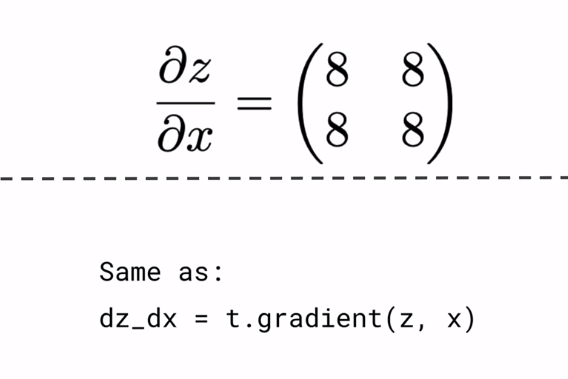 ∂z/∂x = (8 8
8 8)
Same as:
dz_dx = t.gradient(z, x)